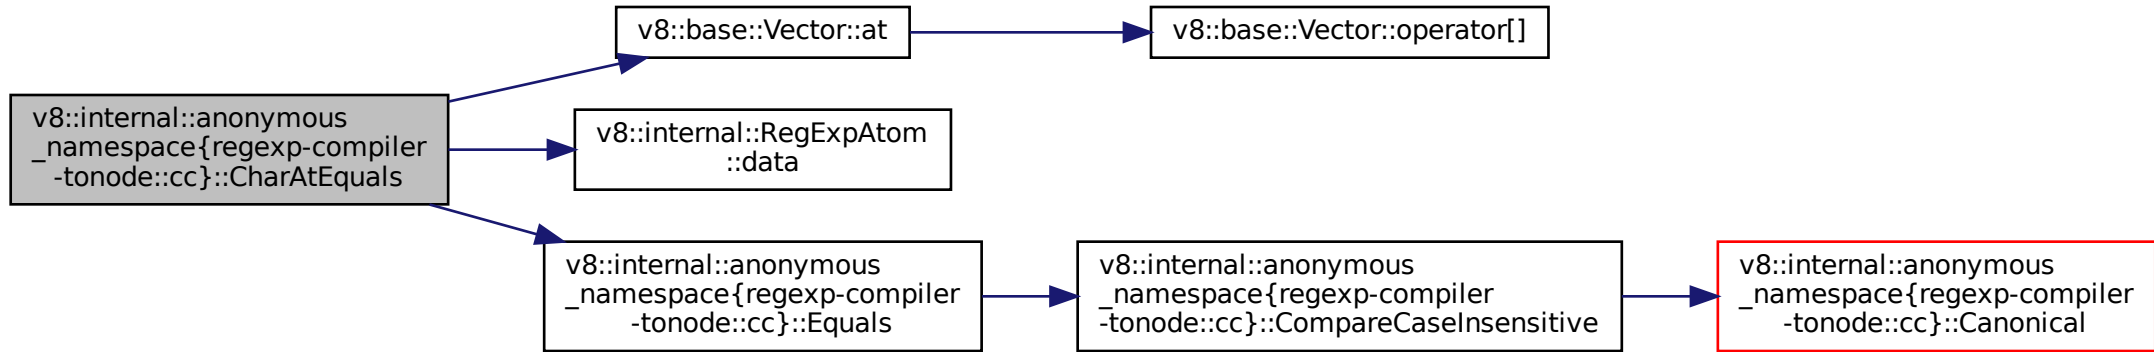 v8::base::Vector::at
v8::base::Vector::operator[]
v8::internal::anonymous
_namespace{regexp-compiler
-tonode::cc}::CharAtEquals
v8::internal::RegExpAtom
::data
v8::internal::anonymous
_namespace{regexp-compiler
-tonode::cc}::Equals
v8::internal::anonymous
_namespace{regexp-compiler
-tonode::cc}::CompareCaseInsensitive
v8::internal::anonymous
_namespace{regexp-compiler
-tonode::cc}::Canonical